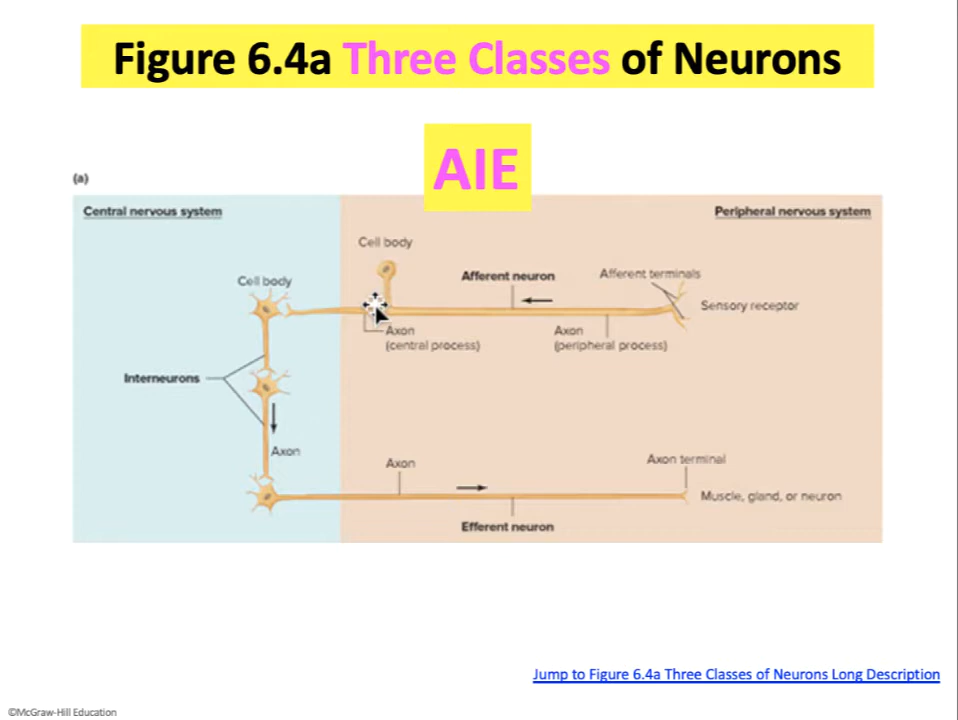 Figure 6.4a Three Classes of Neurons
AIE
(a)
Central nervous system
Peripheral nervous system
Cell body
Cell body
Afferent neuron
Afferent terminals
Sensory receptor
Axon
(central process)
Axon
(peripheral process)
Interneurons
Axon
Axon
Axon terminal
Muscle, gland, or neuron
Efferent neuron
Jump to Figure 6.4a Three Classes of Neurons Long Description
©McGraw-Hill Education